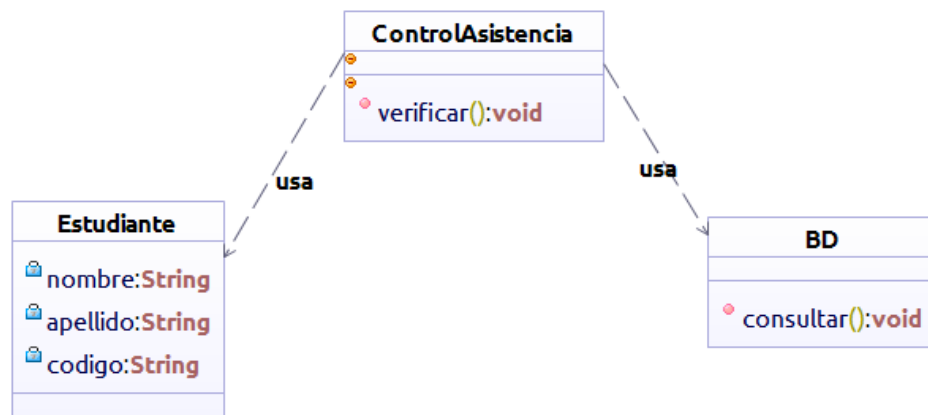 ControlAsistencia
verificar():void
usa
usa
Estudiante
nombre:String
apellido:String
codigo:String
BD
consultar():void